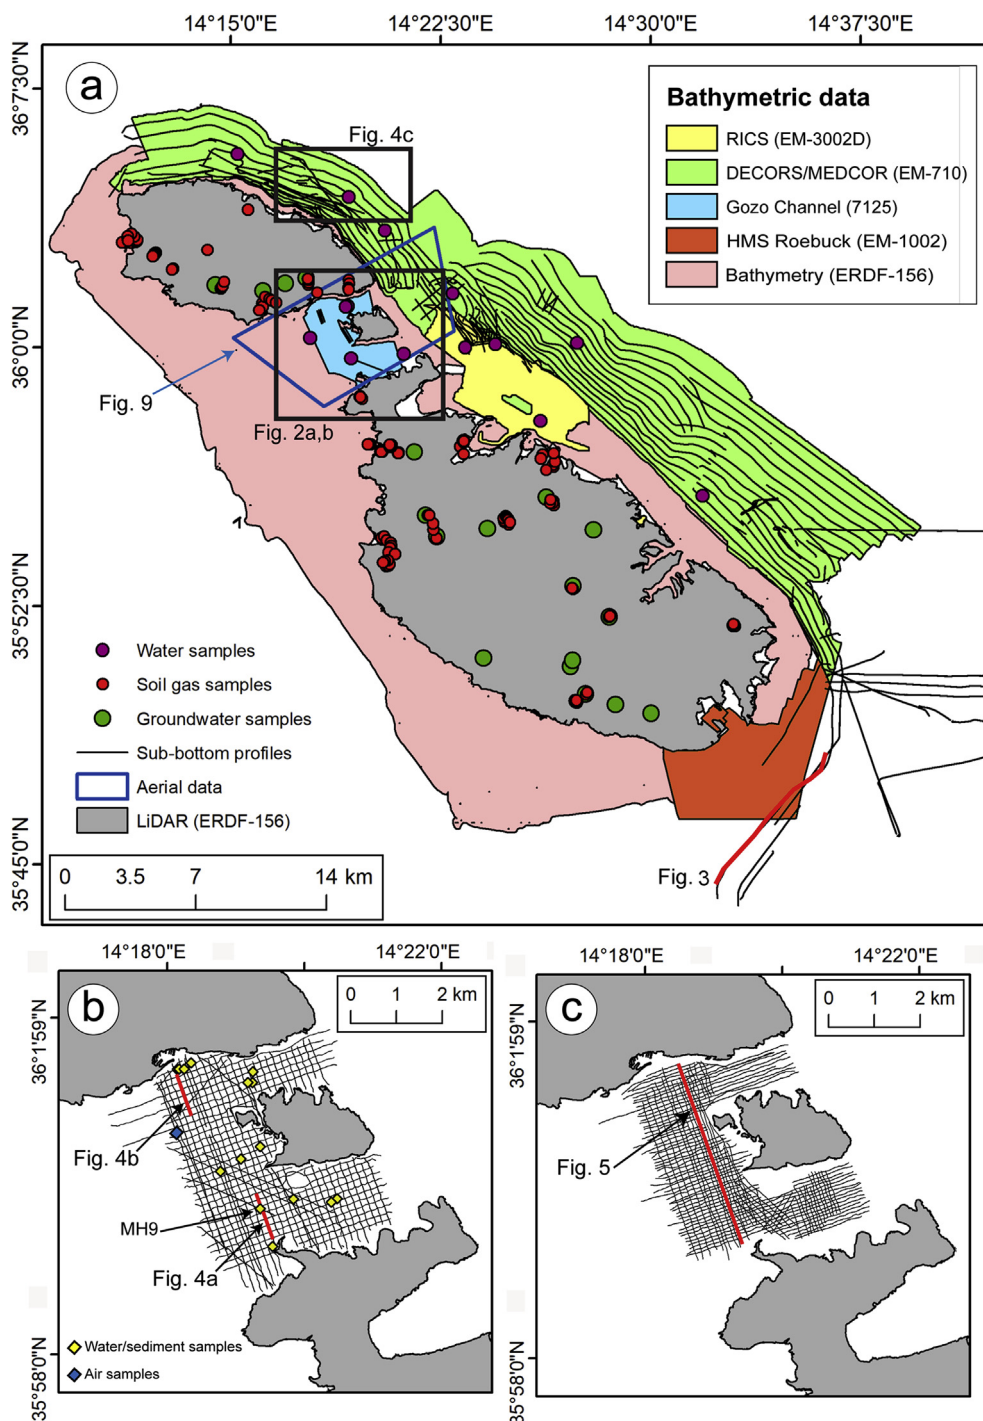 14°15'0"E
14°22'30"E
14°30'0"E
14°37'30"E
36°7'30"N
36°0'0"N
35°52'30"N
35°45'0"N
a
Fig. 4c
Bathymetric data
RICS (EM-3002D)
DECORS/MEDCOR (EM-710)
Gozo Channel (7125)
HMS Roebuck (EM-1002)
Bathymetry (ERDF-156)
Fig. 9
Fig. 2a,b
Water samples
Soil gas samples
Groundwater samples
Sub-bottom profiles
Aerial data
LiDAR (ERDF-156)
0 3.5 7 14 km
Fig. 3
14°18'0"E
14°22'0"E
36°1'59"N
35°58'0"N
b
0 1 2 km
Fig. 4b
MH9
Fig. 4a
Water/sediment samples
Air samples
14°18'0"E
14°22'0"E
36°1'59"N
35°58'0"N
c
0 1 2 km
Fig. 5